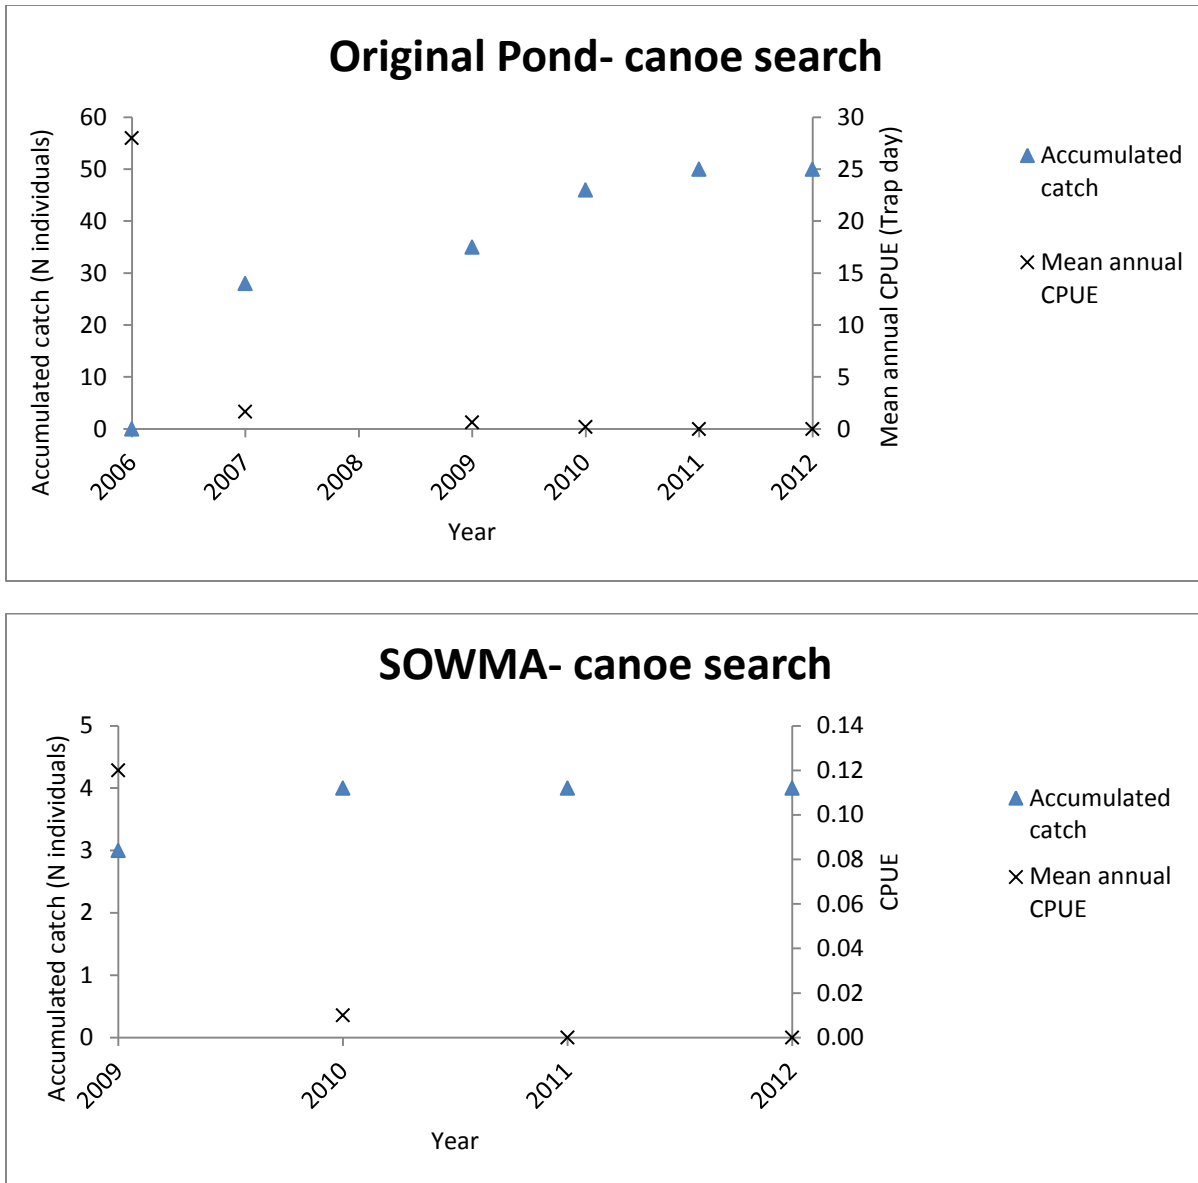 Original Pond- canoe search
Accumulated catch (N individuals)
60
50
40
30
20
10
0
30
25
20
15
10
5
0
Mean annual CPUE (Trap day)
2006
2007
2008
2009
2010
2011
2012
Year
Accumulated
catch
Mean annual
CPUE
SOWMA- canoe search
Accumulated catch (N individuals)
5
4
3
2
1
0
0.14
0.12
0.10
0.08
0.06
0.04
0.02
0.00
CPUE
2009
2010
2011
2012
Year
Accumulated
catch
Mean annual
CPUE